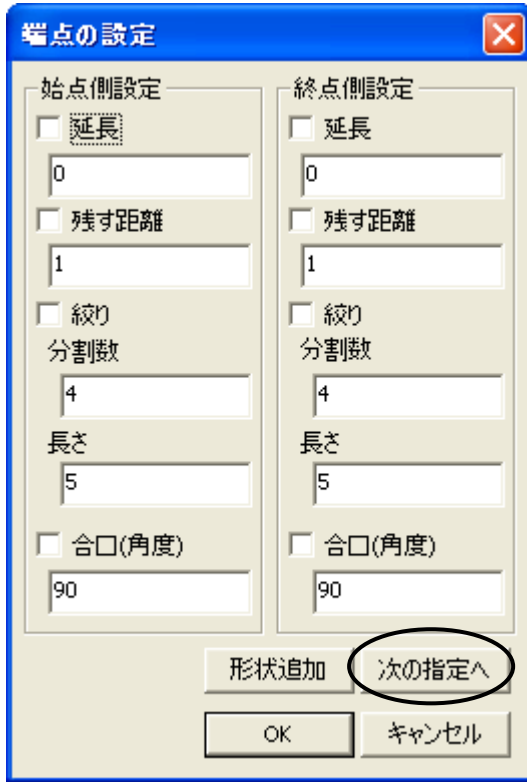 端点の設定
始点側設定
延長
0
残す距離
1
絞り
分割数
4
長さ
5
合口(角度)
90
終点側設定
延長
0
残す距離
1
絞り
分割数
4
長さ
5
合口(角度)
90
形状追加
次の指定へ
OK
キャンセル